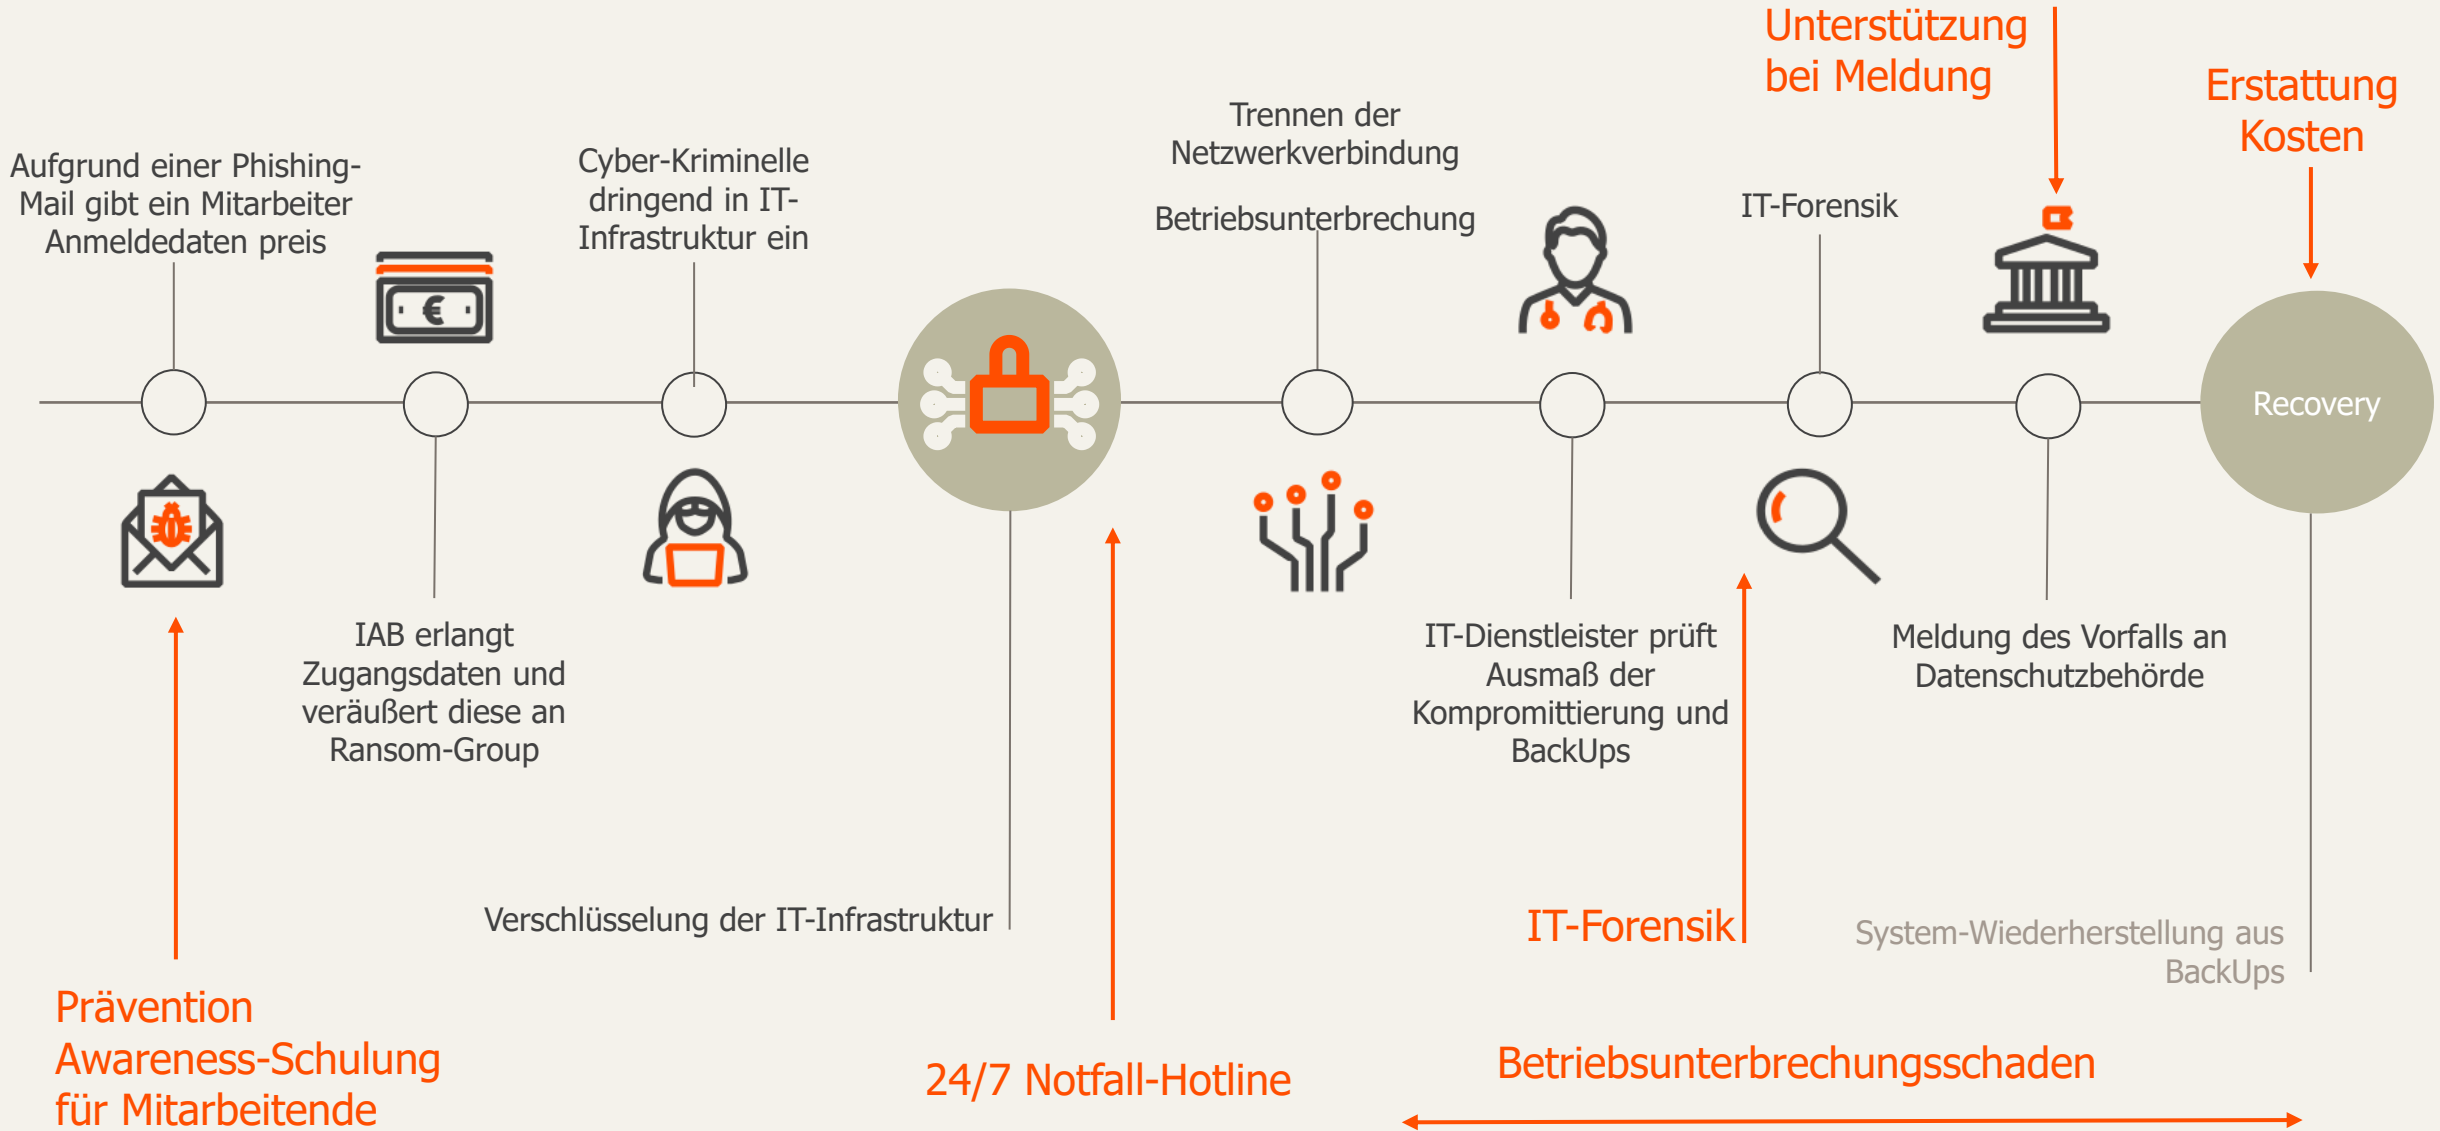 Unterstützung
bei Meldung
Erstattung
Kosten
Aufgrund einer Phishing-
Mail gibt ein Mitarbeiter
Anmeldedaten preis
Cyber-Kriminelle
dringend in IT-
Infrastruktur ein
Trennen der
Netzwerkverbindung
Betriebsunterbrechung
IT-Forensik
€
Recovery
IAB erlangt
Zugangsdaten und
veräußert diese an
Ransom-Group
IT-Dienstleister prüft
Ausmaß der
Kompromittierung und
BackUps
Meldung des Vorfalls an
Datenschutzbehörde
Verschlüsselung der IT-Infrastruktur
IT-Forensik
System-Wiederherstellung aus
BackUps
Prävention
Awareness-Schulung
für Mitarbeitende
24/7 Notfall-Hotline
Betriebsunterbrechungsschaden